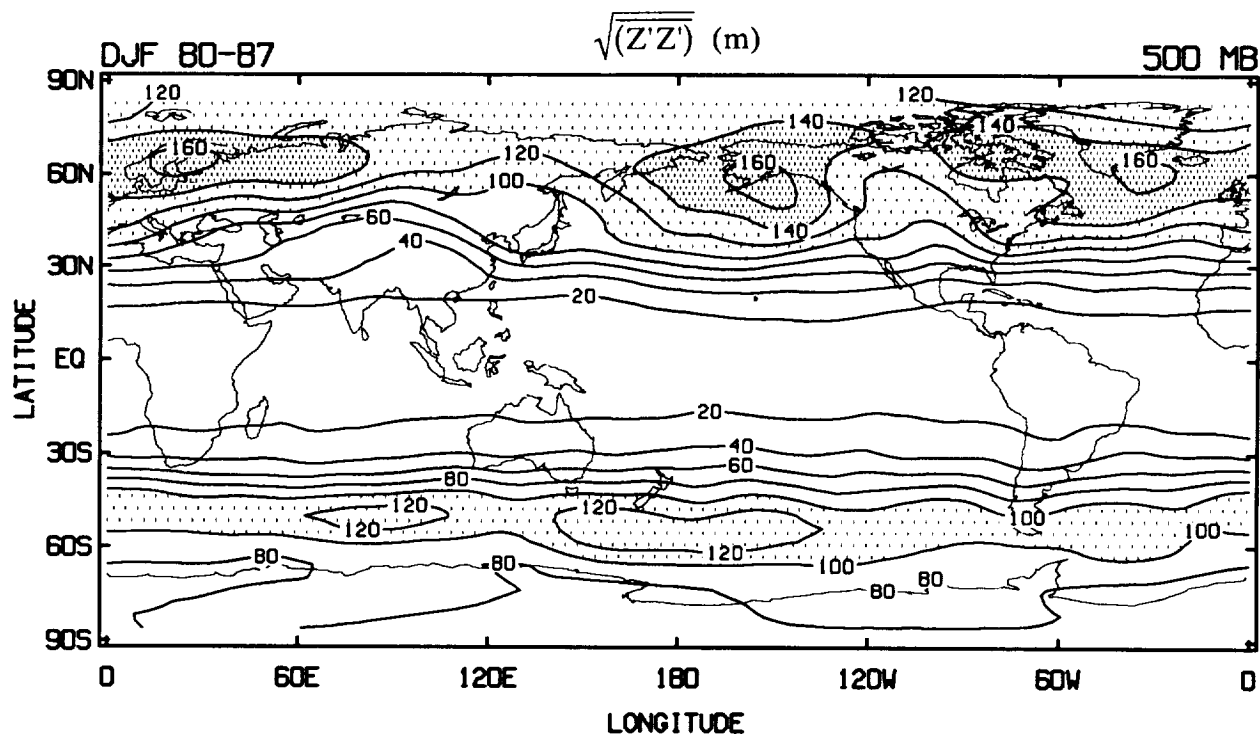 √(Z'Z') (m)
DJF 80-87 500 MB
90N 120 120
140 140
160 120 160 160
60N 100
60 140
40
30N
20
LATITUDE
EQ
20
30S 40
60
80
120 120 100
120 100
60S 120
80 80 100 80
80
90S
0 60E 120E 180 120W 60W 0
LONGITUDE